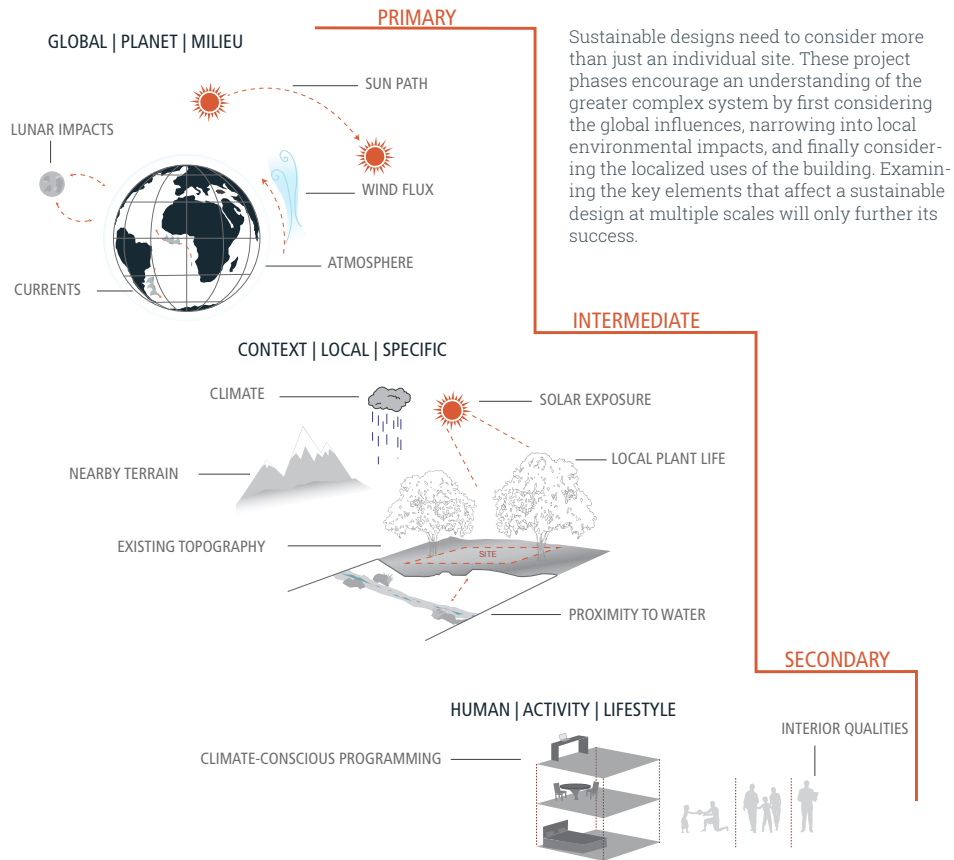 PRIMARY
GLOBAL | PLANET | MILIEU
Sustainable designs need to consider more
than just an individual site. These project
phases encourage an understanding of the
greater complex system by first considering
the global influences, narrowing into local
environmental impacts, and finally consider-
ing the localized uses of the building. Examin-
ing the key elements that affect a sustainable
design at multiple scales will only further its
success.
SUN PATH
LUNAR IMPACTS
WIND FLUX
ATMOSPHERE
CURRENTS
INTERMEDIATE
CONTEXT | LOCAL | SPECIFIC
CLIMATE
SOLAR EXPOSURE
LOCAL PLANT LIFE
NEARBY TERRAIN
EXISTING TOPOGRAPHY
SITE
PROXIMITY TO WATER
SECONDARY
HUMAN | ACTIVITY | LIFESTYLE
INTERIOR QUALITIES
CLIMATE-CONSCIOUS PROGRAMMING